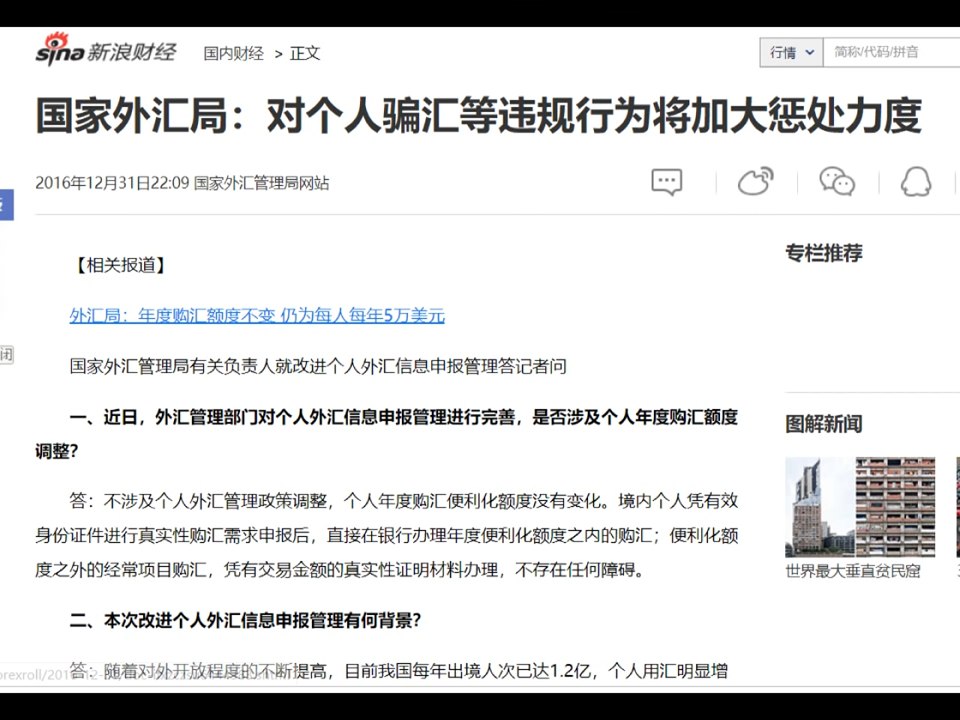 sina新浪财经
国内财经 > 正文
行情
简称/代码/拼音
国家外汇局：对个人骗汇等违规行为将加大惩处力度
2016年12月31日22:09 国家外汇管理局网站
【相关报道】
外汇局：年度购汇额度不变 仍为每人每年5万美元
国家外汇管理局有关负责人就改进个人外汇信息申报管理答记者问
一、近日，外汇管理部门对个人外汇信息申报管理进行完善，是否涉及个人年度购汇额度
调整？
答：不涉及个人外汇管理政策调整，个人年度购汇便利化额度没有变化。境内个人凭有效
身份证件进行真实性购汇需求申报后，直接在银行办理年度便利化额度之内的购汇；便利化额
度之外的经常项目购汇，凭有交易金额的真实性证明材料办理，不存在任何障碍。
二、本次改进个人外汇信息申报管理有何背景？
答：随着对外开放程度的不断提高，目前我国每年出境人次已达1.2亿，个人用汇明显增
专栏推荐
图解新闻
世界最大垂直贫民窟
闭